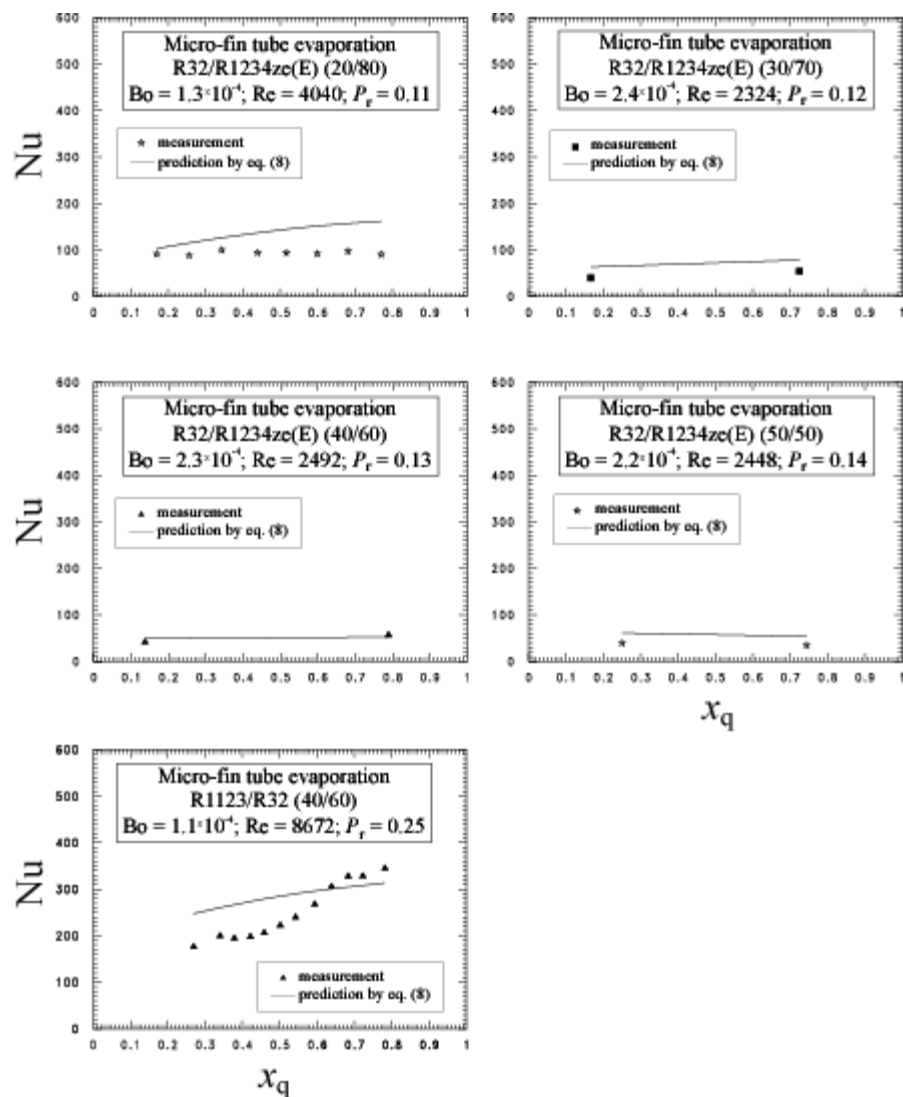 Micro-fin tube evaporation
R32/R1234ze(E) (20/80)
Bo = 1.3×10⁻⁴; Re = 4040; Pr = 0.11
measurement
prediction by eq. (8)
Nu
600
500
400
300
200
100
0
0 0.1 0.2 0.3 0.4 0.5 0.6 0.7 0.8 0.9 1
Micro-fin tube evaporation
R32/R1234ze(E) (30/70)
Bo = 2.4×10⁻⁴; Re = 2324; Pr = 0.12
measurement
prediction by eq. (8)
600
500
400
300
200
100
0
0 0.1 0.2 0.3 0.4 0.5 0.6 0.7 0.8 0.9 1
Micro-fin tube evaporation
R32/R1234ze(E) (40/60)
Bo = 2.3×10⁻⁴; Re = 2492; Pr = 0.13
measurement
prediction by eq. (8)
Nu
600
500
400
300
200
100
0
0 0.1 0.2 0.3 0.4 0.5 0.6 0.7 0.8 0.9 1
Micro-fin tube evaporation
R32/R1234ze(E) (50/50)
Bo = 2.2×10⁻⁴; Re = 2448; Pr = 0.14
measurement
prediction by eq. (8)
600
500
400
300
200
100
0
0 0.1 0.2 0.3 0.4 0.5 0.6 0.7 0.8 0.9 1
xq
Micro-fin tube evaporation
R1123/R32 (40/60)
Bo = 1.1×10⁻⁴; Re = 8672; Pr = 0.25
Nu
600
500
400
300
200
100
0
measurement
prediction by eq. (8)
0 0.1 0.2 0.3 0.4 0.5 0.6 0.7 0.8 0.9 1
xq